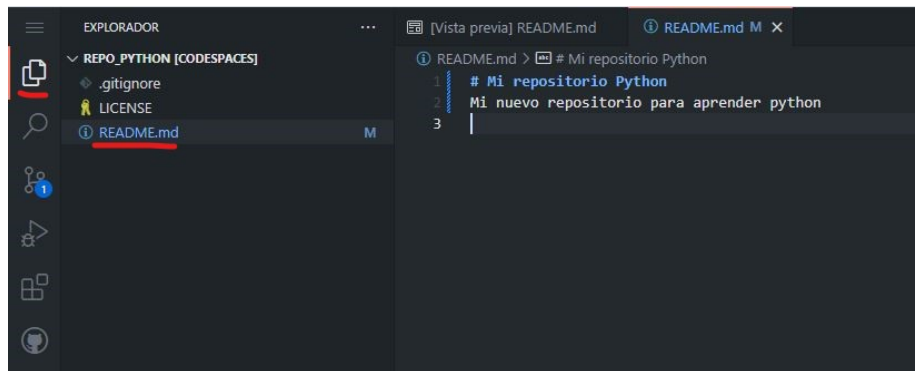 EXPLORADOR ...
REPO_PYTHON [CODESPACES]
.gitignore
LICENSE
README.md M
1
[Vista previa] README.md
README.md M
README.md > # Mi repositorio Python
1 # Mi repositorio Python
2 Mi nuevo repositorio para aprender python
3